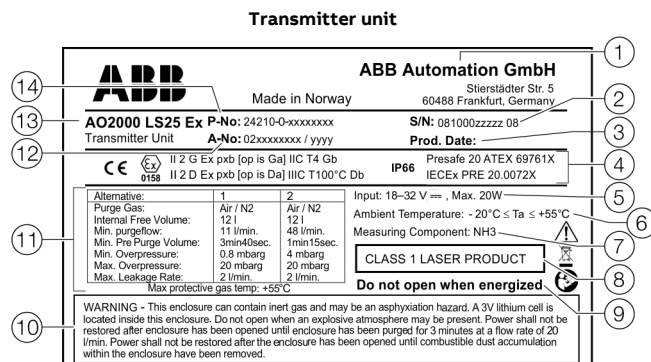 Transmitter unit
1
ABB
ABB Automation GmbH
Stierstädter Str. 5
60488 Frankfurt, Germany
Made in Norway
14
2
13
AO2000 LS25 Ex P-No: 24210-0-xxxxxxxx
S/N: 081000zzzzz 08
Transmitter Unit A-No: 02xxxxxxxx / yyyy
Prod. Date:
3
12
CE 0158 Ex
II 2 G Ex pxb [op is Ga] IIC T4 Gb
II 2 D Ex pxb [op is Da] IIIC T100°C Db
IP66
Presafe 20 ATEX 69761X
IECEx PRE 20.0072X
4
Alternative: 1 2
Purge Gas: Air / N2 Air / N2
Internal Free Volume: 12 l 12 l
Min. purgeflow: 11 l/min. 48 l/min.
Min. Pre Purge Volume: 3min40sec. 1min15sec.
Min. Overpressure: 0.8 mbarg 4 mbarg
Max. Overpressure: 20 mbarg 20 mbarg
Max. Leakage Rate: 2 l/min. 2 l/min.
Max protective gas temp: +55°C
11
Input: 18–32 V ⎓, Max. 20W
5
Ambient Temperature: - 20°C ≤ Ta ≤ +55°C
6
Measuring Component: NH3
7
CLASS 1 LASER PRODUCT
8
Do not open when energized
9
10
WARNING - This enclosure can contain inert gas and may be an asphyxiation hazard. A 3V lithium cell is
located inside this enclosure. Do not open when an explosive atmosphere may be present. Power shall not be
restored after enclosure has been opened until enclosure has been purged for 3 minutes at a flow rate of 20
l/min. Power shall not be restored after the enclosure has been opened until combustible dust accumulation
within the enclosure have been removed.